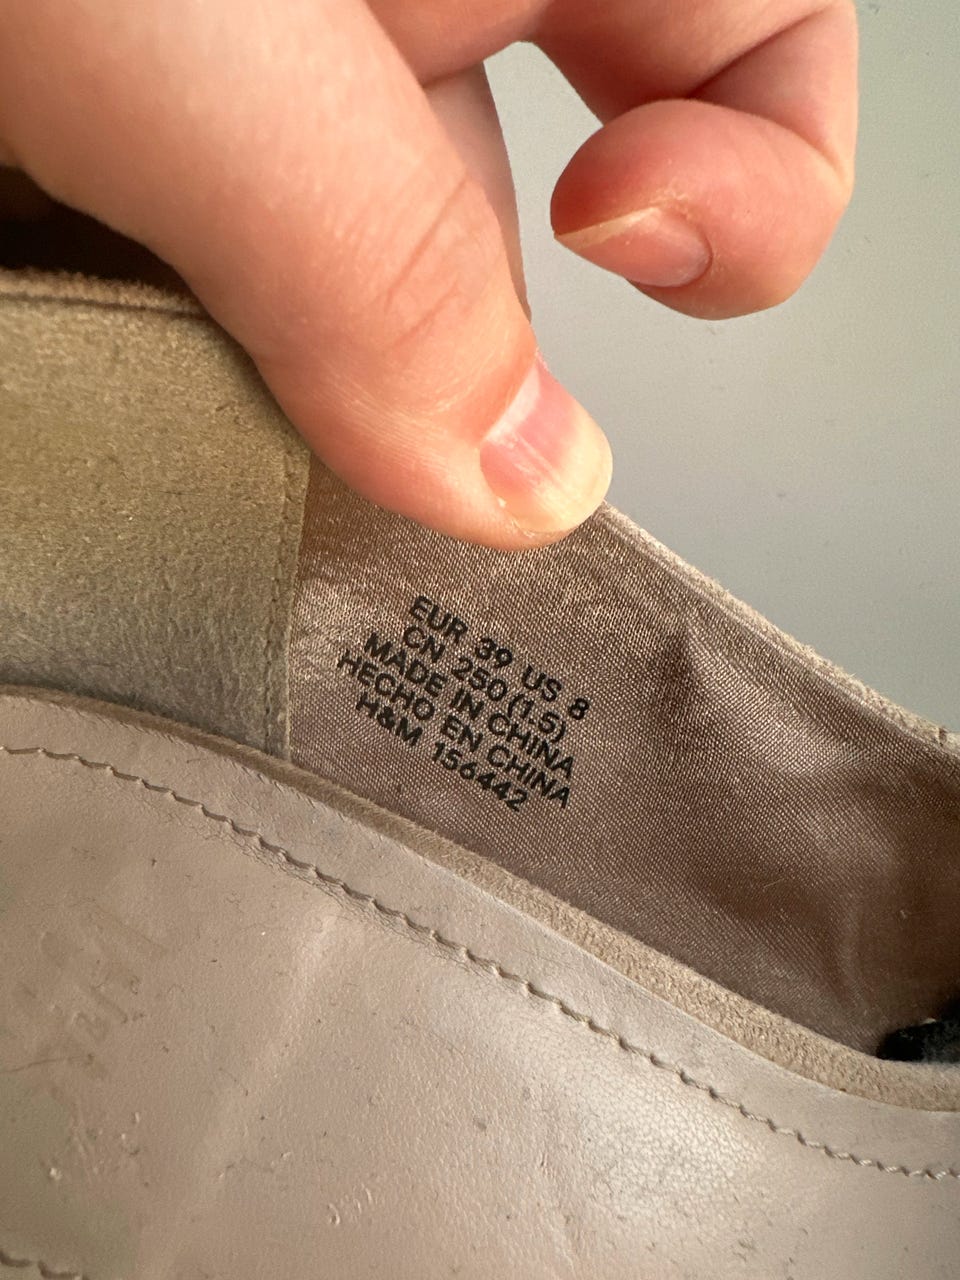 EUR 39 US 8
CN 250 (1.5)
MADE IN CHINA
HECHO EN CHINA
H&M 156442